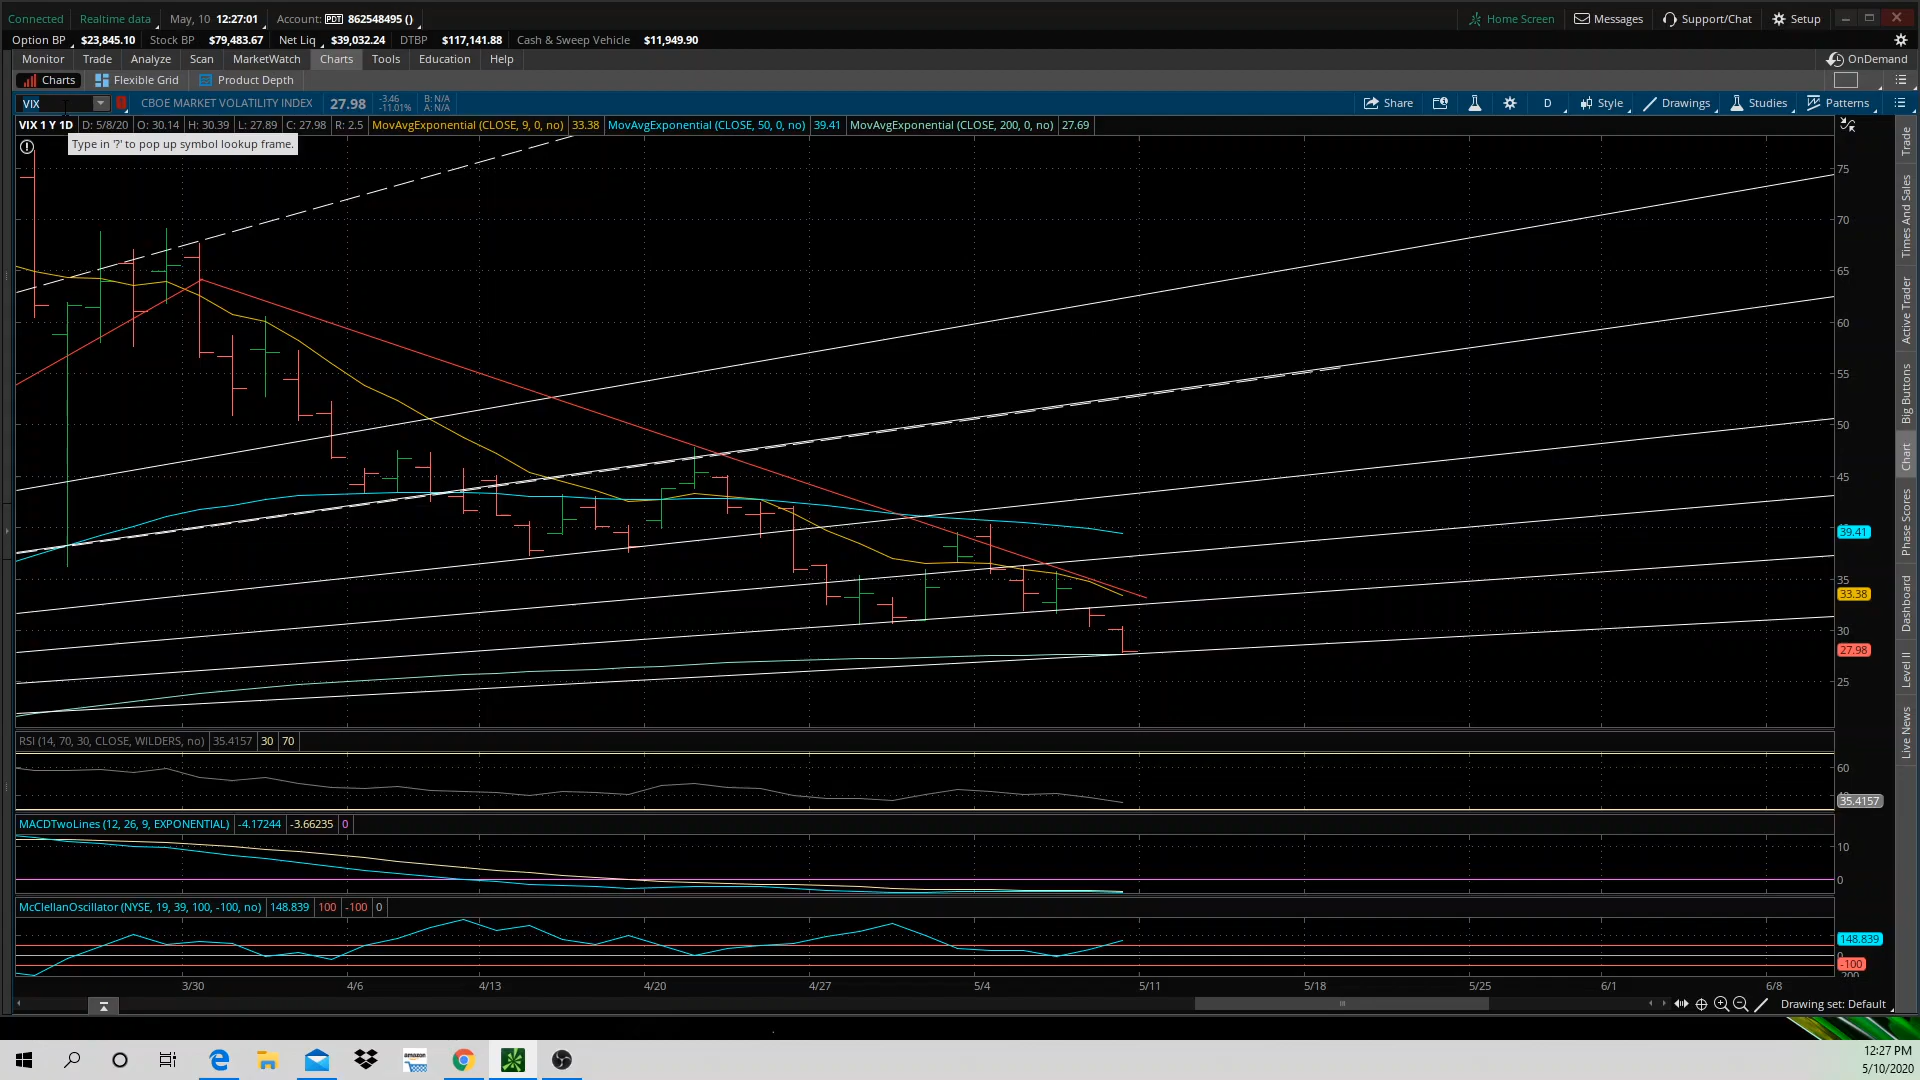 Connected Realtime data May, 10 12:27:01 Account: PDT 862548495 () Home Screen Messages Support/Chat Setup
Option BP $23,845.10 Stock BP $79,483.67 Net Liq $39,032.24 DTBP $117,141.88 Cash & Sweep Vehicle $11,949.90
Monitor Trade Analyze Scan MarketWatch Charts Tools Education Help OnDemand
Charts Flexible Grid Product Depth
VIX CBOE MARKET VOLATILITY INDEX 27.98 -3.46 -11.01% B: N/A A: N/A Share D Style Drawings Studies Patterns
VIX 1 Y 1D D: 5/8/20 O: 30.14 H: 30.39 L: 27.89 C: 27.98 R: 2.5 MovAvgExponential (CLOSE, 9, 0, no) 33.38 MovAvgExponential (CLOSE, 50, 0, no) 39.41 MovAvgExponential (CLOSE, 200, 0, no) 27.69
Type in '?' to pop up symbol lookup frame.
75
70
65
60
55
50
45
39.41
35
33.38
30
27.98
25
RSI (14, 70, 30, CLOSE, WILDERS, no) 35.4157 30 70
60
35.4157
MACDTwoLines (12, 26, 9, EXPONENTIAL) -4.17244 -3.66235 0
10
0
McClellanOscillator (NYSE, 19, 39, 100, -100, no) 148.839 100 -100 0
148.839
-100
3/30 4/6 4/13 4/20 4/27 5/4 5/11 5/18 5/25 6/1 6/8
Drawing set: Default
Trade
Times And Sales
Active Trader
Big Buttons
Chart
Phase Scores
Dashboard
Level II
Live News
amazon
12:27 PM
5/10/2020